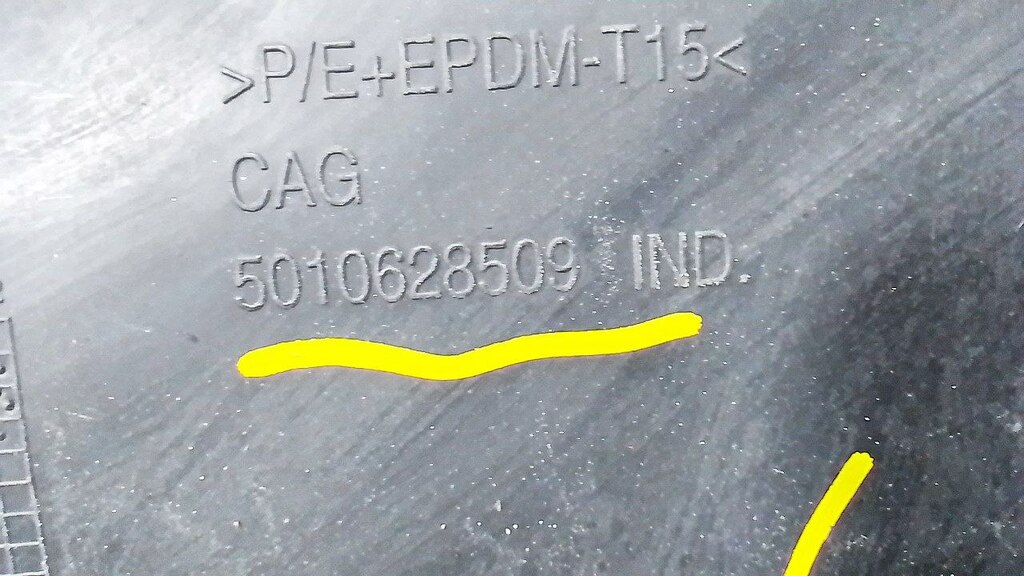 >P/E+EPDM-T15<
CAG
5010628509 IND.